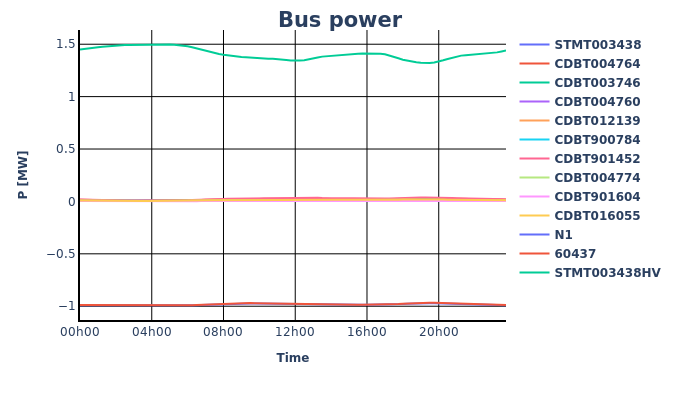 Bus power
P [MW]
1.5
1
0.5
0
−0.5
−1
00h00
04h00
08h00
12h00
16h00
20h00
Time
STMT003438
CDBT004764
CDBT003746
CDBT004760
CDBT012139
CDBT900784
CDBT901452
CDBT004774
CDBT901604
CDBT016055
N1
60437
STMT003438HV